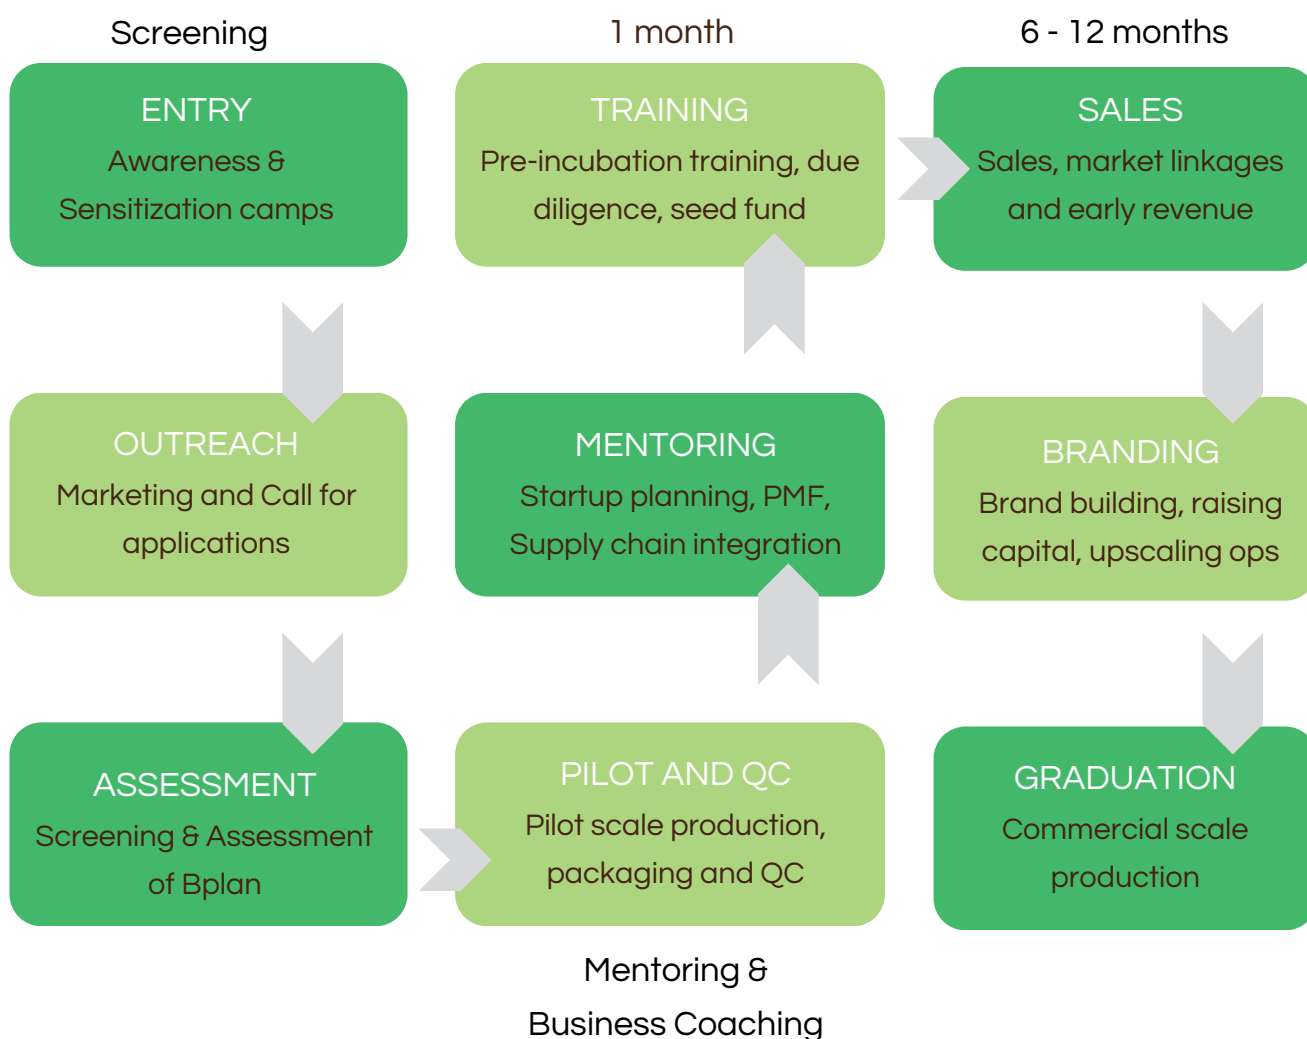 Screening
ENTRY
Awareness &
Sensitization camps
OUTREACH
Marketing and Call for
applications
ASSESSMENT
Screening & Assessment
of Bplan
1 month
TRAINING
Pre-incubation training, due
diligence, seed fund
MENTORING
Startup planning, PMF,
Supply chain integration
PILOT AND QC
Pilot scale production,
packaging and QC
Mentoring &
Business Coaching
6 - 12 months
SALES
Sales, market linkages
and early revenue
BRANDING
Brand building, raising
capital, upscaling ops
GRADUATION
Commercial scale
production